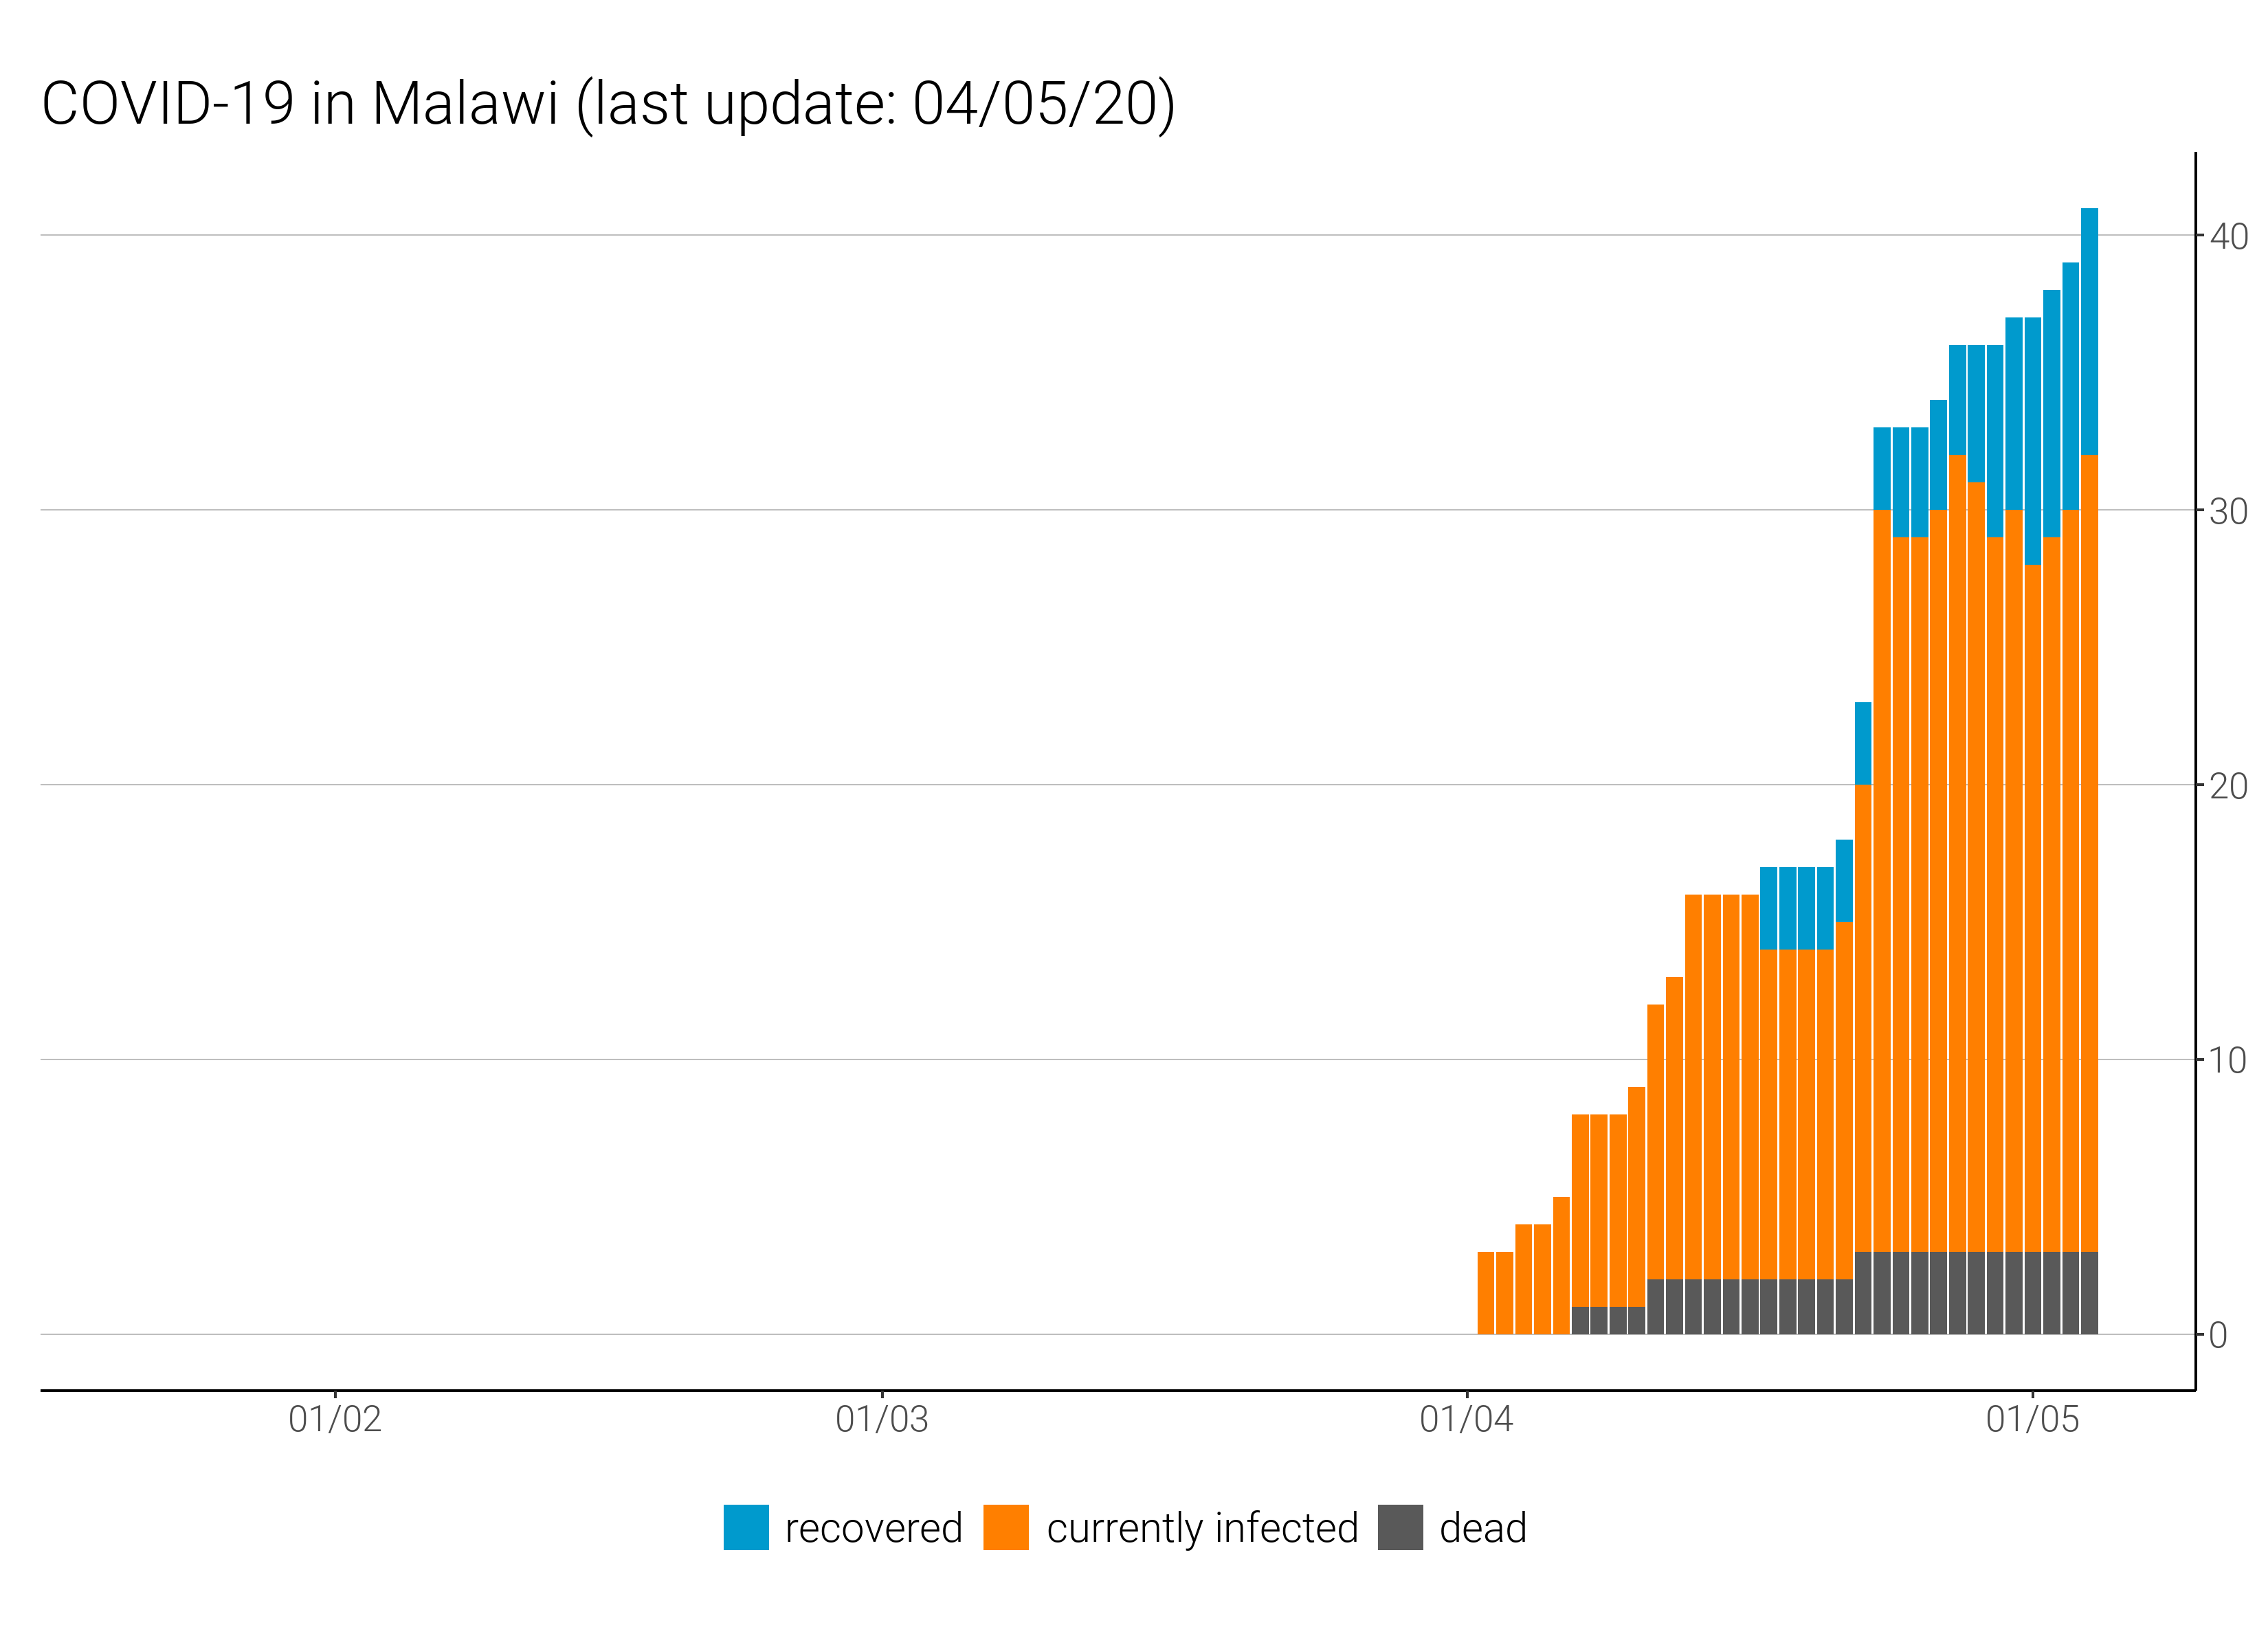 COVID-19 in Malawi (last update: 04/05/20)
40
30
20
10
0
01/02 01/03 01/04 01/05
recovered currently infected dead